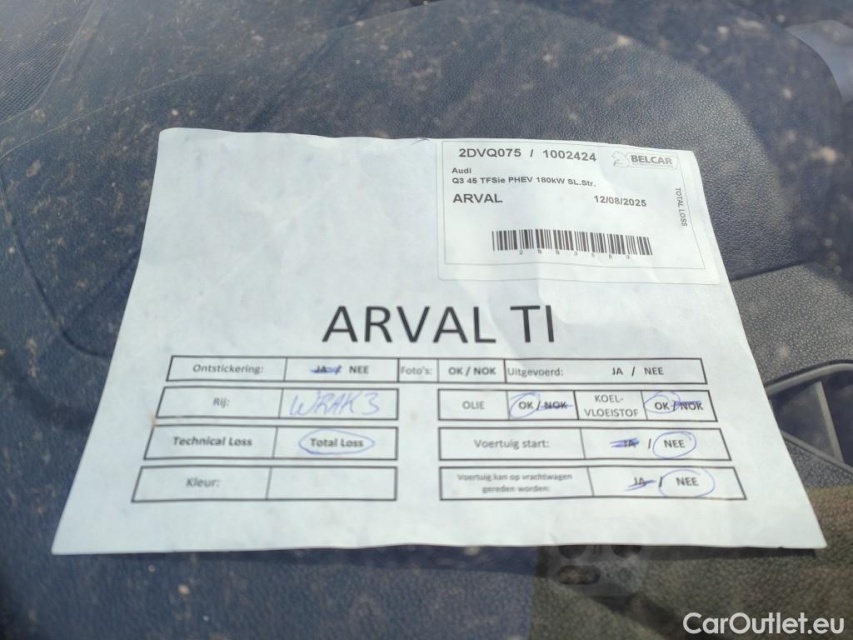 2DVQ075 / 1002424
BELCAR
Audi
Q3 45 TFSIe PHEV 180kW SL.Str.
ARVAL 12/08/2025
TOTAL LOSS
ARVAL TI
Ontstickering: JA / NEE Foto's: OK / NOK Uitgevoerd: JA / NEE
Rij: WRAK 3 OLIE OK / NOK KOEL-VLOEISTOF OK / NOK
Technical Loss Total Loss Voertuig start: JA / NEE
Kleur: Voertuig kan op vrachtwagen gereden worden: JA / NEE
CarOutlet.eu